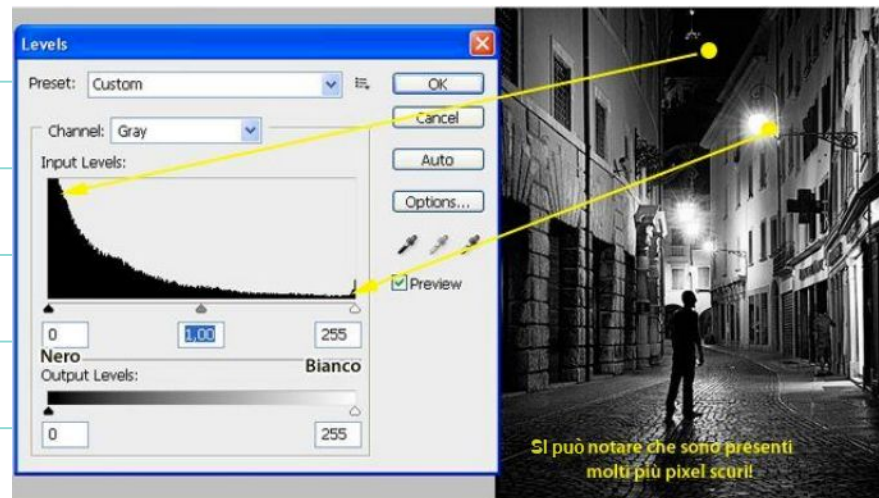 Levels
Preset: Custom
OK
Cancel
Channel: Gray
Input Levels:
Auto
Options...
Preview
0 1,00 255
Nero Bianco
Output Levels:
0 255
SI può notare che sono presenti
molti più pixel scuri!